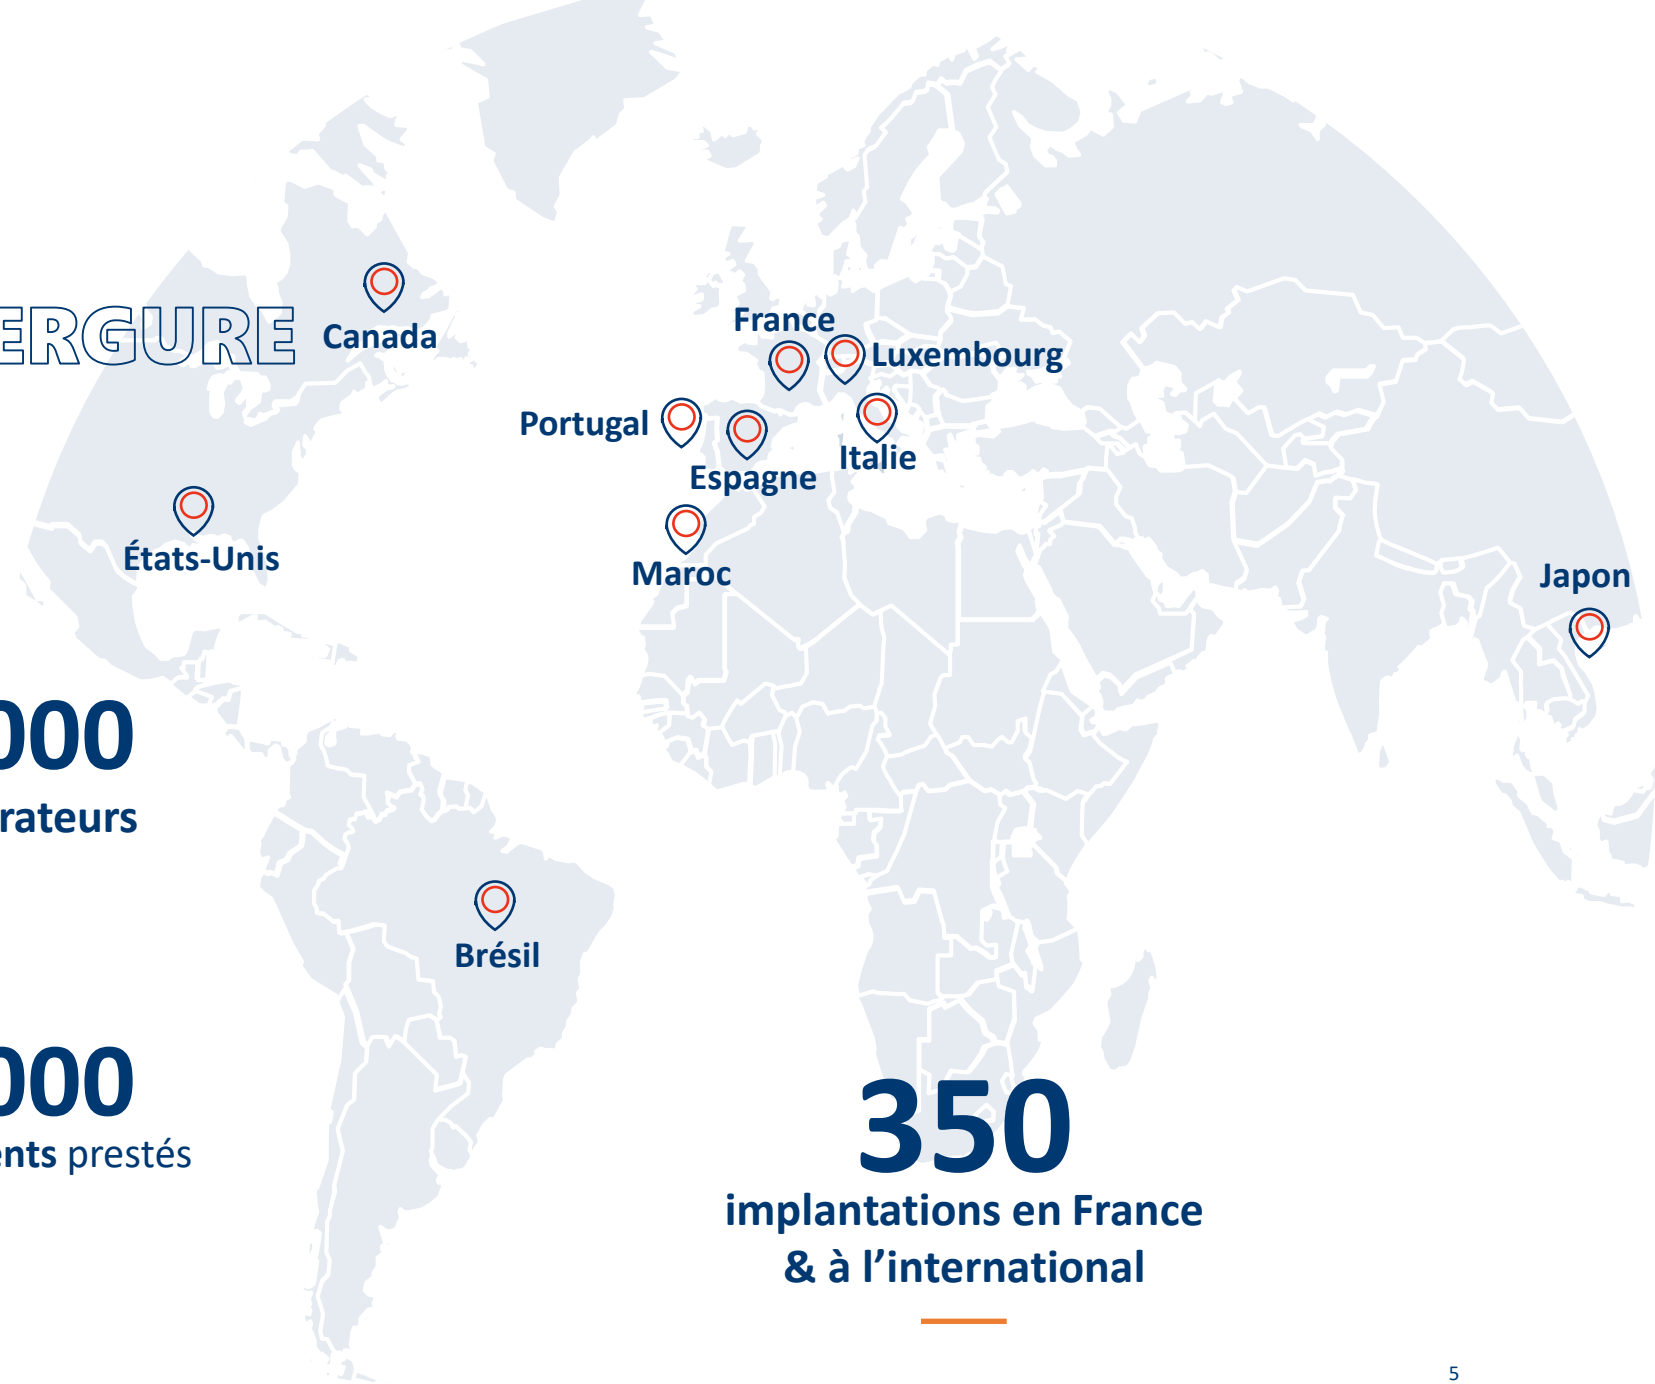 ERGURE
Canada
France
Luxembourg
Portugal
Espagne
Italie
États-Unis
Maroc
Japon
000
rateurs
Brésil
000
ents prestés
350
implantations en France
& à l’international
5